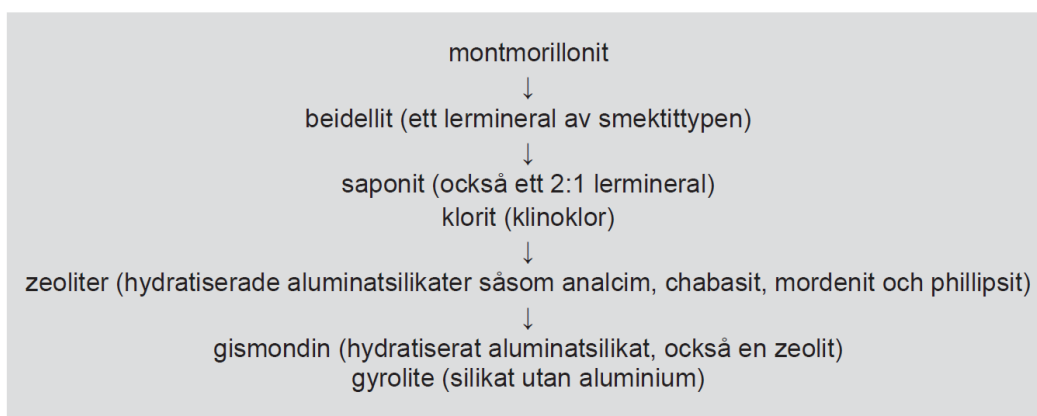 montmorillonit
↓
beidellit (ett lermineral av smektittypen)
↓
saponit (också ett 2:1 lermineral)
klorit (klinoklor)
↓
zeoliter (hydratiserade aluminatsilikater såsom analcim, chabasit, mordenit och phillipsit)
↓
gismondin (hydratiserat aluminatsilikat, också en zeolit)
gyrolite (silikat utan aluminium)